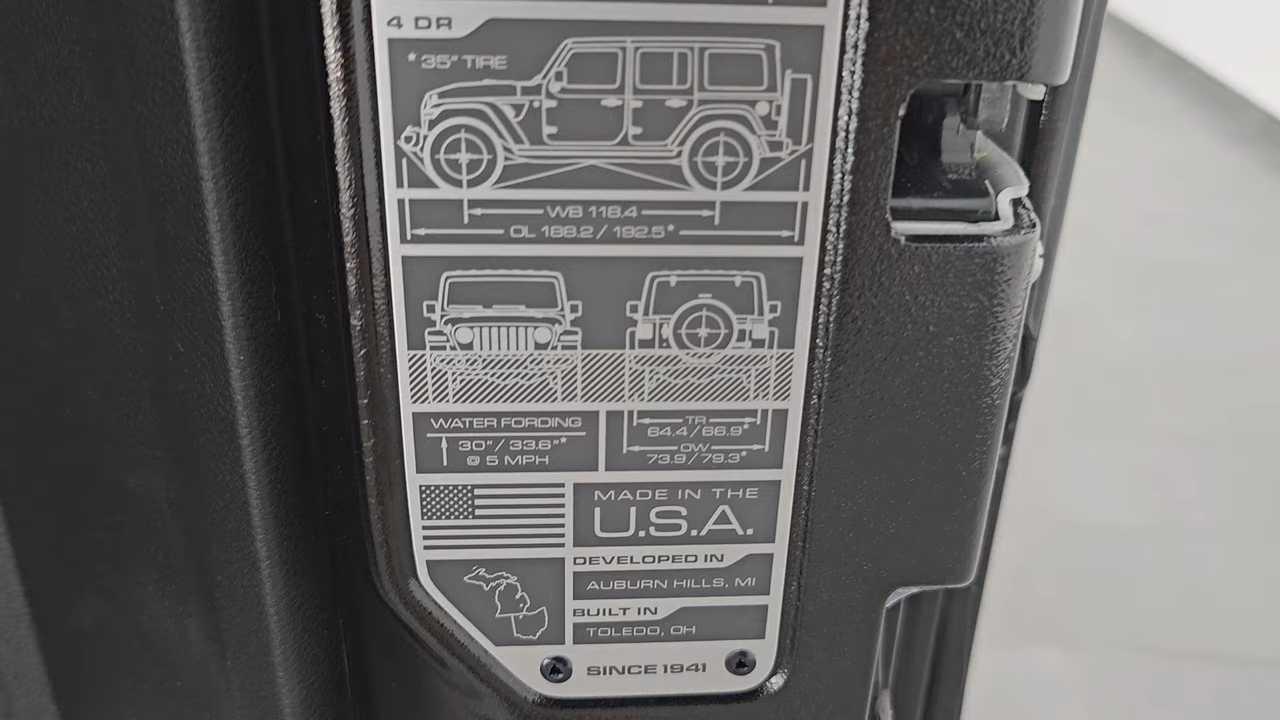 4 DR
* 35" TIRE
WB 118.4
OL 188.2 / 192.5*
WATER FORDING
30" / 33.6"*
@ 5 MPH
TR
64.4/66.9*
OW
73.9/79.3*
MADE IN THE
U.S.A.
DEVELOPED IN
AUBURN HILLS, MI
BUILT IN
TOLEDO, OH
SINCE 1941